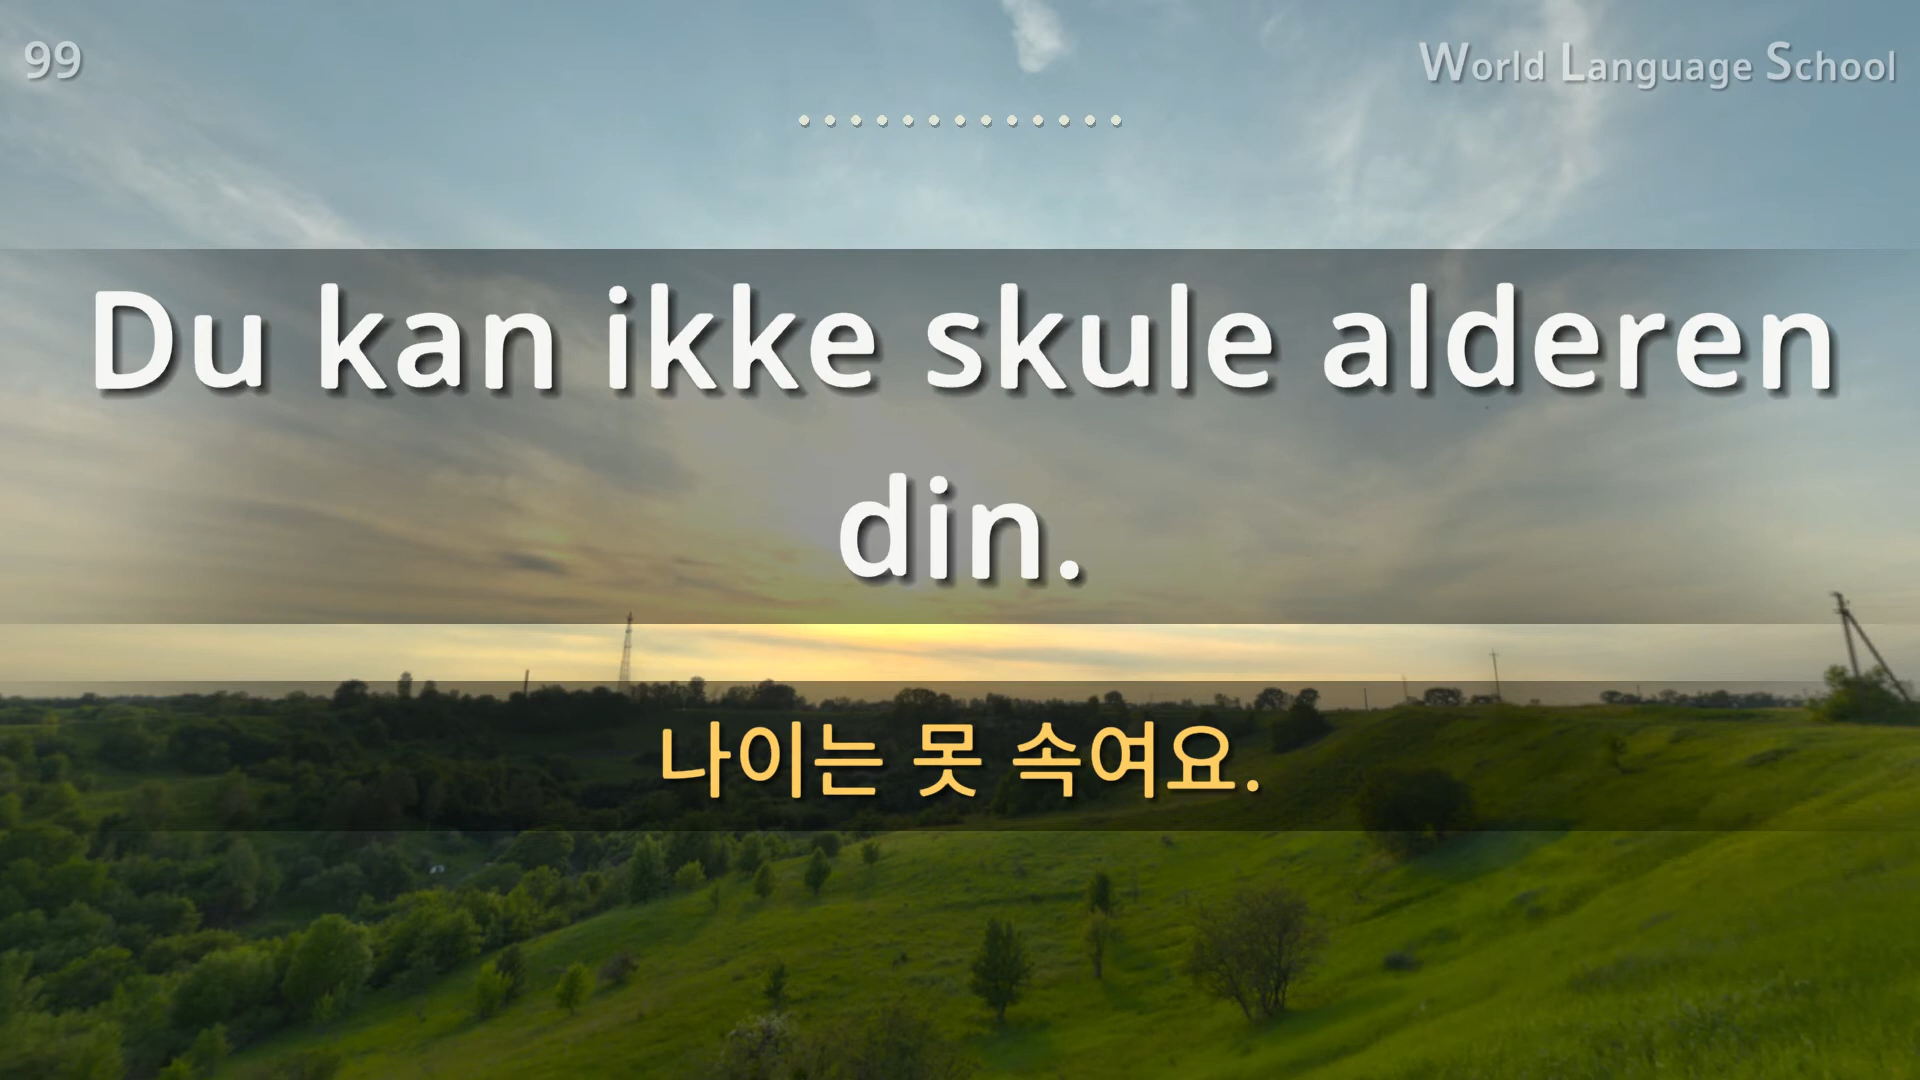 99
World Language School
Du kan ikke skule alderen
din.
나이는 못 속여요.